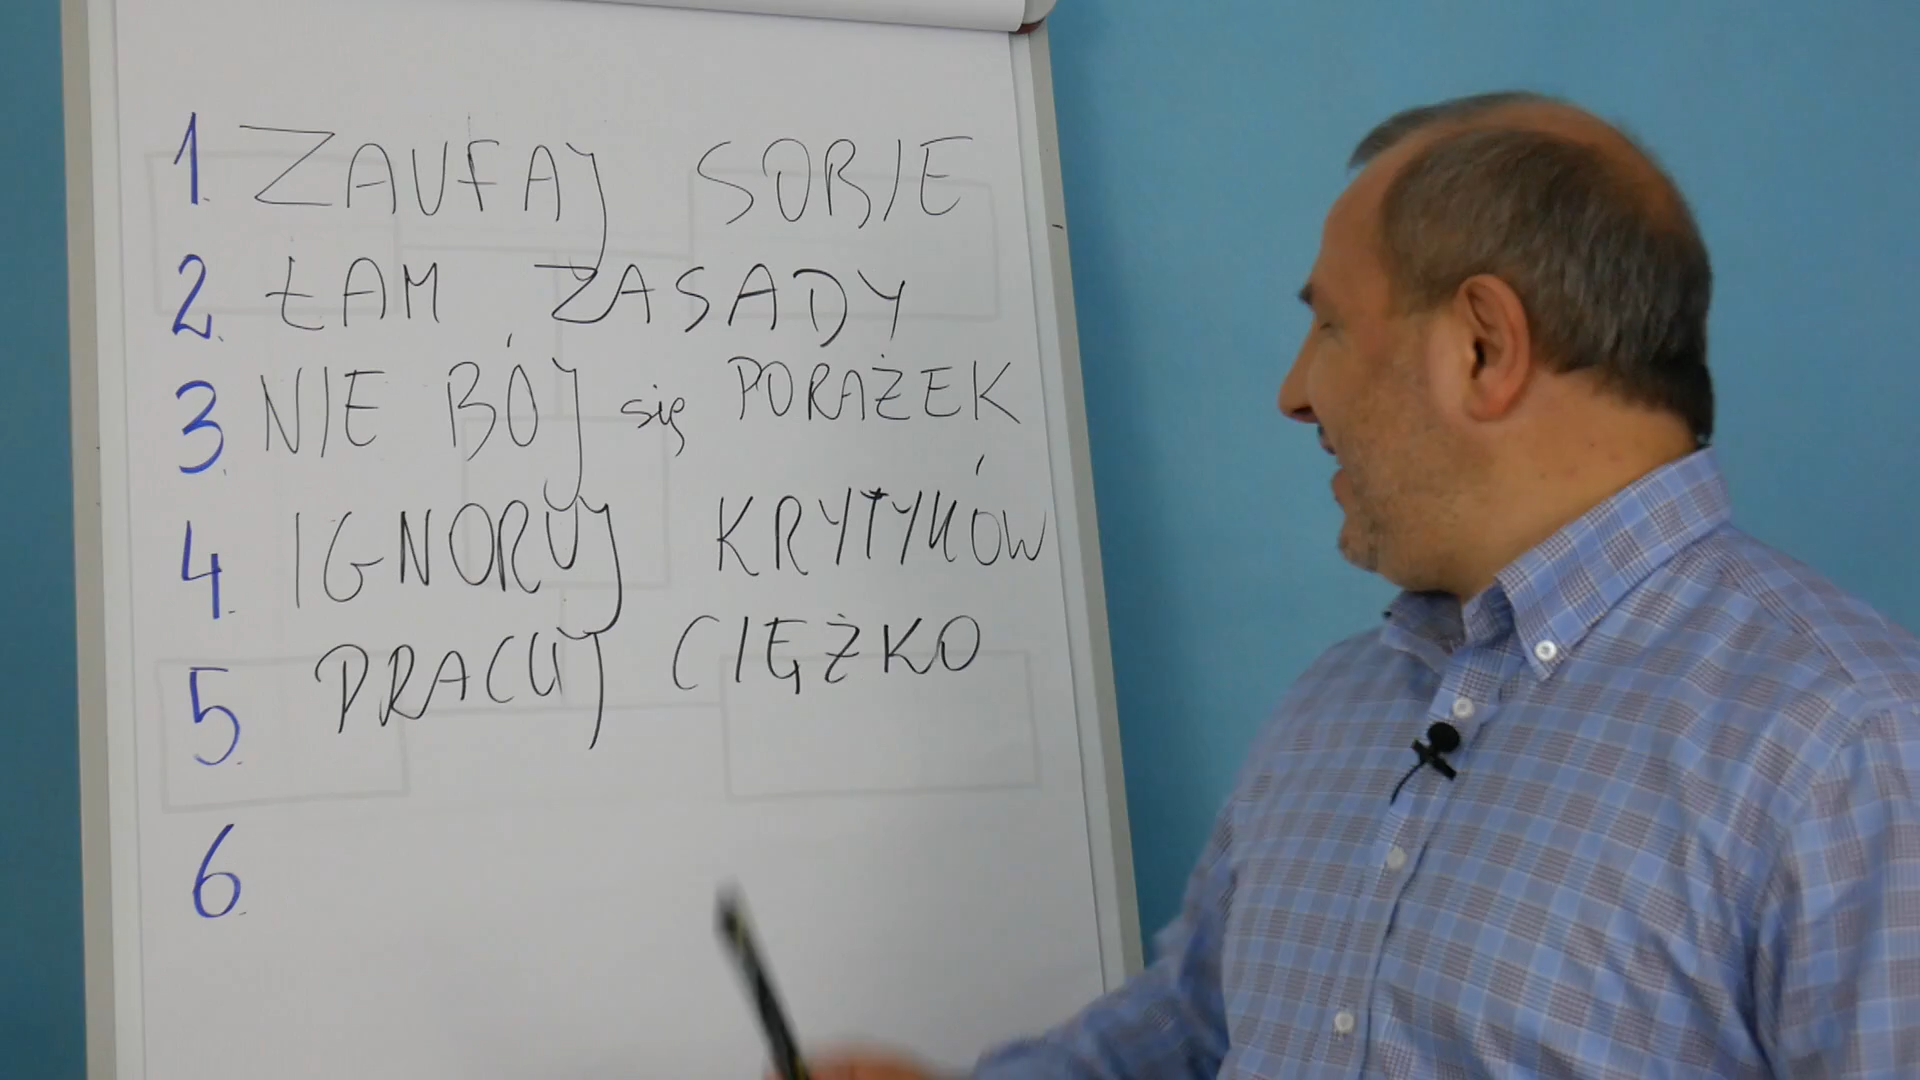 1. ZAUFAJ SOBIE
2. ŁAM ZASADY
3. NIE BÓJ się PORAŻEK
4. IGNORUJ KRYTYKÓW
5. PRACUJ CIĘŻKO
6.